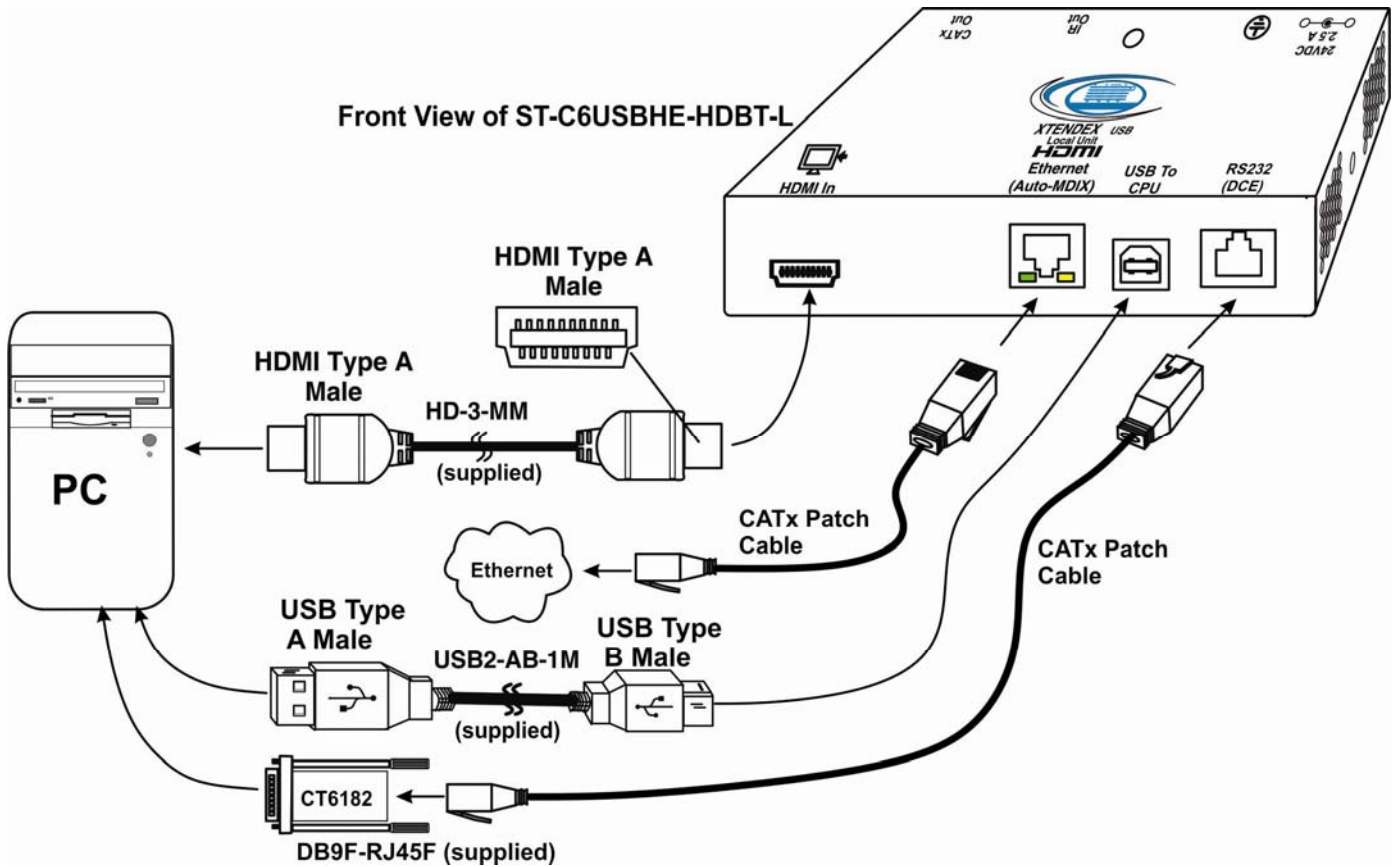 CATx
Out
IR
Out
24VDC
2.5 A
Front View of ST-C6USBHE-HDBT-L
XTENDEX USB
Local Unit
HDMI
HDMI In
Ethernet
(Auto-MDIX)
USB To
CPU
RS232
(DCE)
HDMI Type A
Male
HDMI Type A
Male
HD-3-MM
(supplied)
PC
CATx Patch
Cable
Ethernet
CATx Patch
Cable
USB Type
A Male
USB2-AB-1M
(supplied)
USB Type
B Male
CT6182
DB9F-RJ45F (supplied)